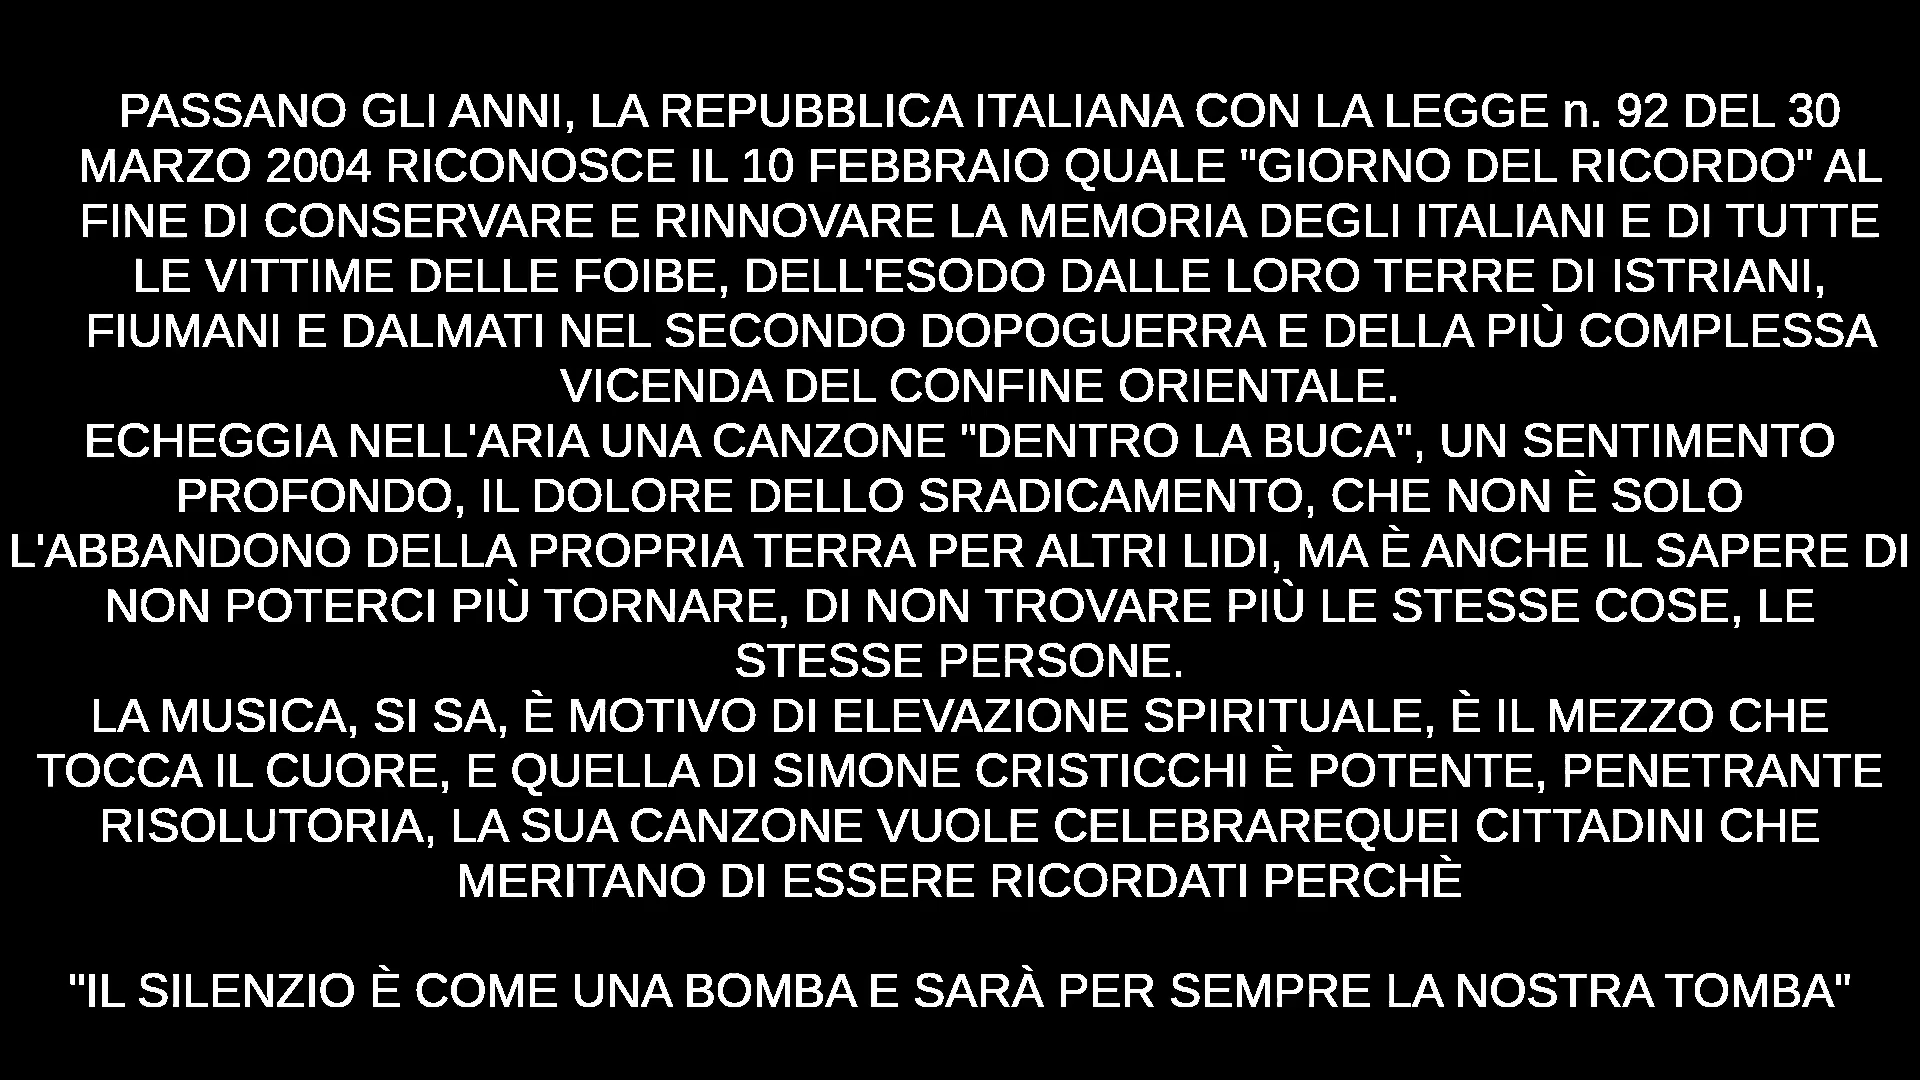 PASSANO GLI ANNI, LA REPUBBLICA ITALIANA CON LA LEGGE n. 92 DEL 30
MARZO 2004 RICONOSCE IL 10 FEBBRAIO QUALE "GIORNO DEL RICORDO" AL
FINE DI CONSERVARE E RINNOVARE LA MEMORIA DEGLI ITALIANI E DI TUTTE
LE VITTIME DELLE FOIBE, DELL'ESODO DALLE LORO TERRE DI ISTRIANI,
FIUMANI E DALMATI NEL SECONDO DOPOGUERRA E DELLA PIÙ COMPLESSA
VICENDA DEL CONFINE ORIENTALE.
ECHEGGIA NELL'ARIA UNA CANZONE "DENTRO LA BUCA", UN SENTIMENTO
PROFONDO, IL DOLORE DELLO SRADICAMENTO, CHE NON È SOLO
L'ABBANDONO DELLA PROPRIA TERRA PER ALTRI LIDI, MA È ANCHE IL SAPERE DI
NON POTERCI PIÙ TORNARE, DI NON TROVARE PIÙ LE STESSE COSE, LE
STESSE PERSONE.
LA MUSICA, SI SA, È MOTIVO DI ELEVAZIONE SPIRITUALE, È IL MEZZO CHE
TOCCA IL CUORE, E QUELLA DI SIMONE CRISTICCHI È POTENTE, PENETRANTE
RISOLUTORIA, LA SUA CANZONE VUOLE CELEBRAREQUEI CITTADINI CHE
MERITANO DI ESSERE RICORDATI PERCHÈ
"IL SILENZIO È COME UNA BOMBA E SARÀ PER SEMPRE LA NOSTRA TOMBA"